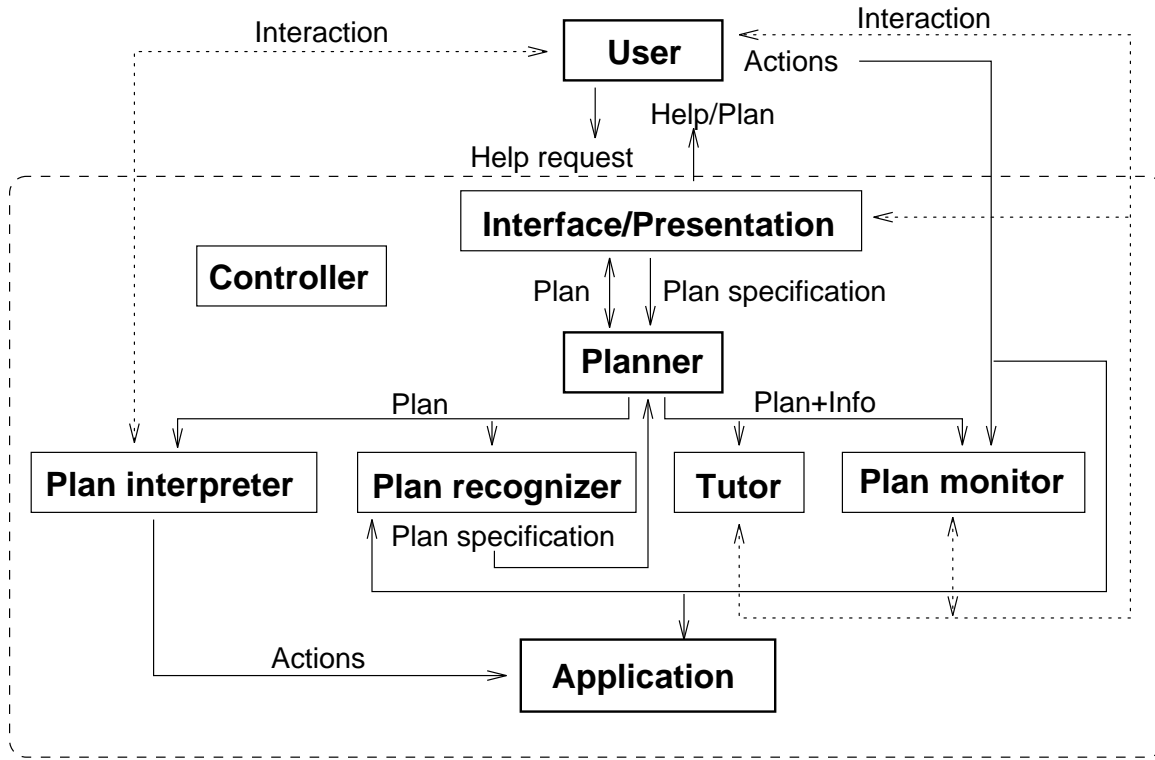 Interaction
Interaction
User
Actions
Help/Plan
Help request
Interface/Presentation
Controller
Plan
Plan specification
Planner
Plan
Plan+Info
Plan interpreter
Plan recognizer
Tutor
Plan monitor
Plan specification
Actions
Application